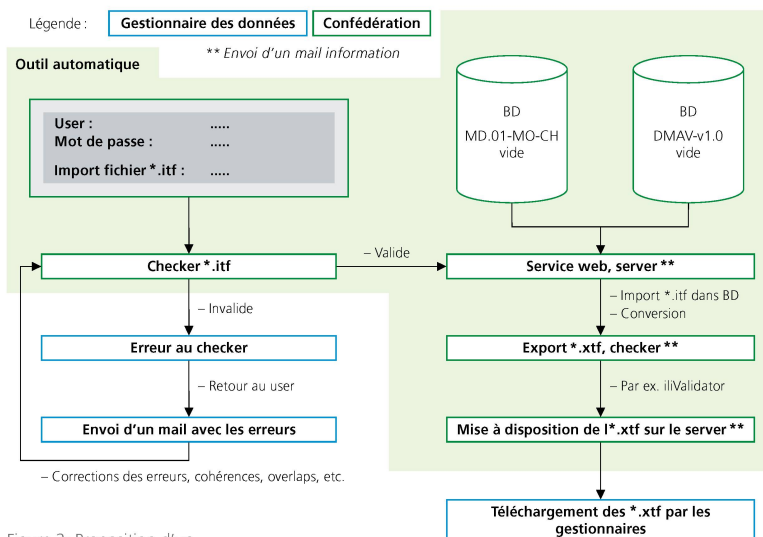 Légende :
Gestionnaire des données
Confédération
** Envoi d'un mail information
Outil automatique
User : .....
Mot de passe : .....
Import fichier *.itf : .....
BD
MD.01-MO-CH
vide
BD
DMAV-v1.0
vide
Checker *.itf
– Valide
Service web, server **
– Invalide
– Import *.itf dans BD
– Conversion
Erreur au checker
Export *.xtf, checker **
– Retour au user
– Par ex. iliValidator
Envoi d'un mail avec les erreurs
Mise à disposition de l*.xtf sur le server **
– Corrections des erreurs, cohérences, overlaps, etc.
Téléchargement des *.xtf par les
gestionnaires